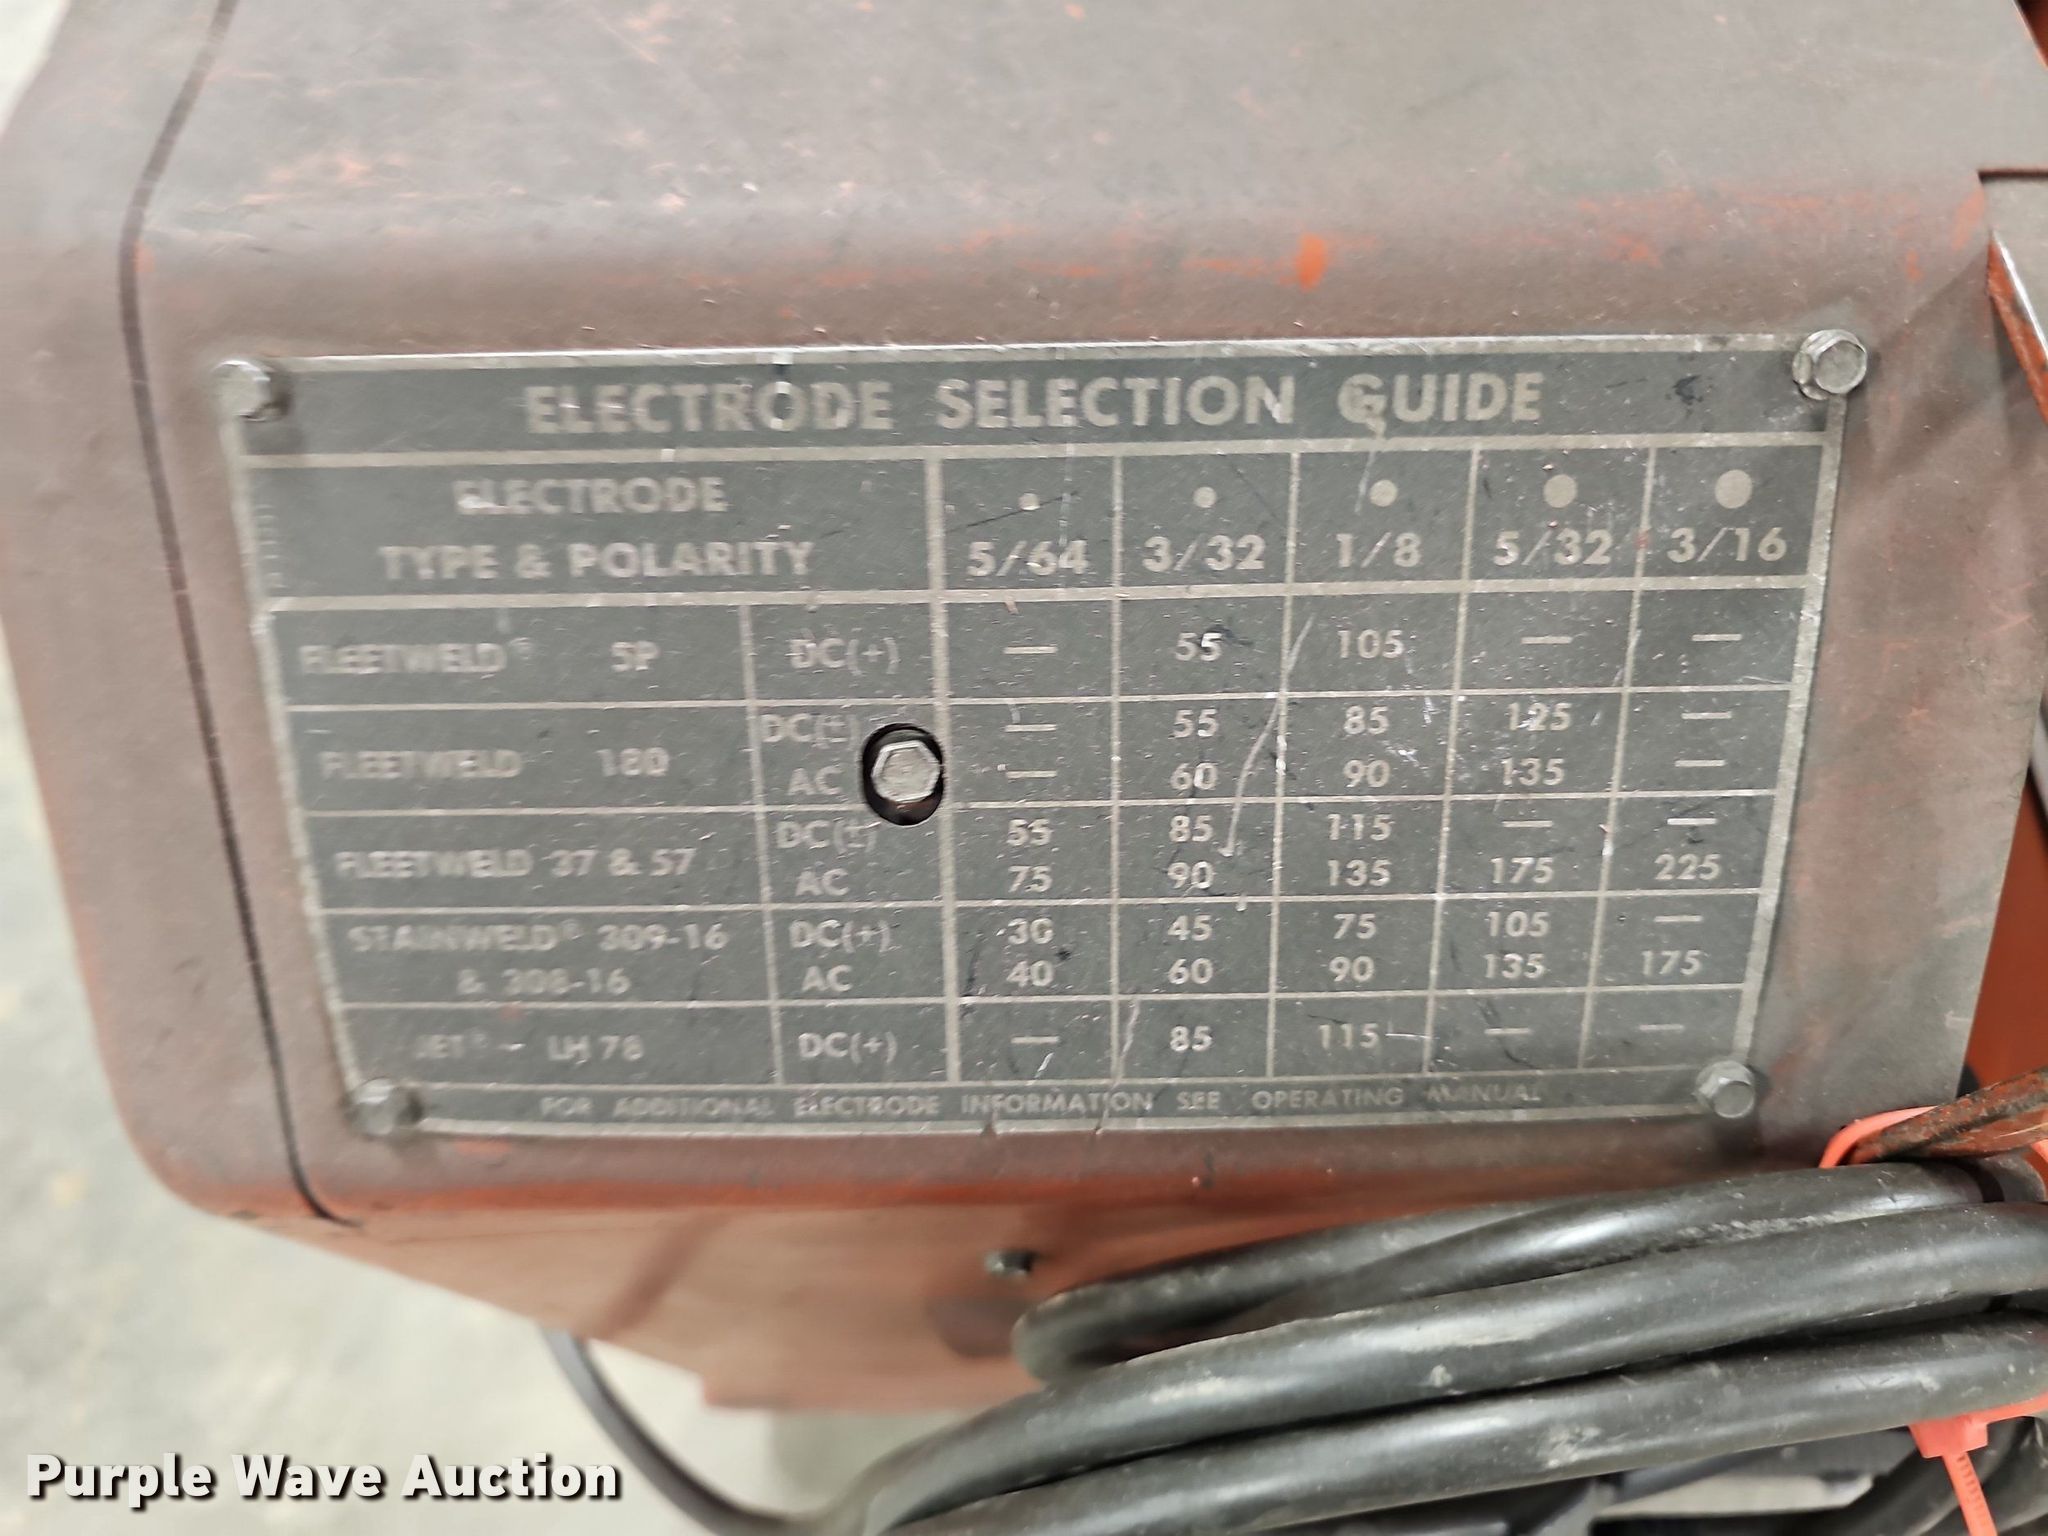 ELECTRODE SELECTION GUIDE
ELECTRODE TYPE & POLARITY 5/64 3/32 1/8 5/32 3/16
FLEETWELD® 5P DC(+) — 55 105 — —
FLEETWELD 180 DC(±) — 55 85 125 —
AC — 60 90 135 —
FLEETWELD 37 & 57 DC(±) 55 85 115 — —
AC 75 90 135 175 225
STAINWELD® 309-16 DC(+) 30 45 75 105 —
& 308-16 AC 40 60 90 135 175
JET® - LH 78 DC(+) — 85 115 — —
FOR ADDITIONAL ELECTRODE INFORMATION SEE OPERATING MANUAL
Purple Wave Auction